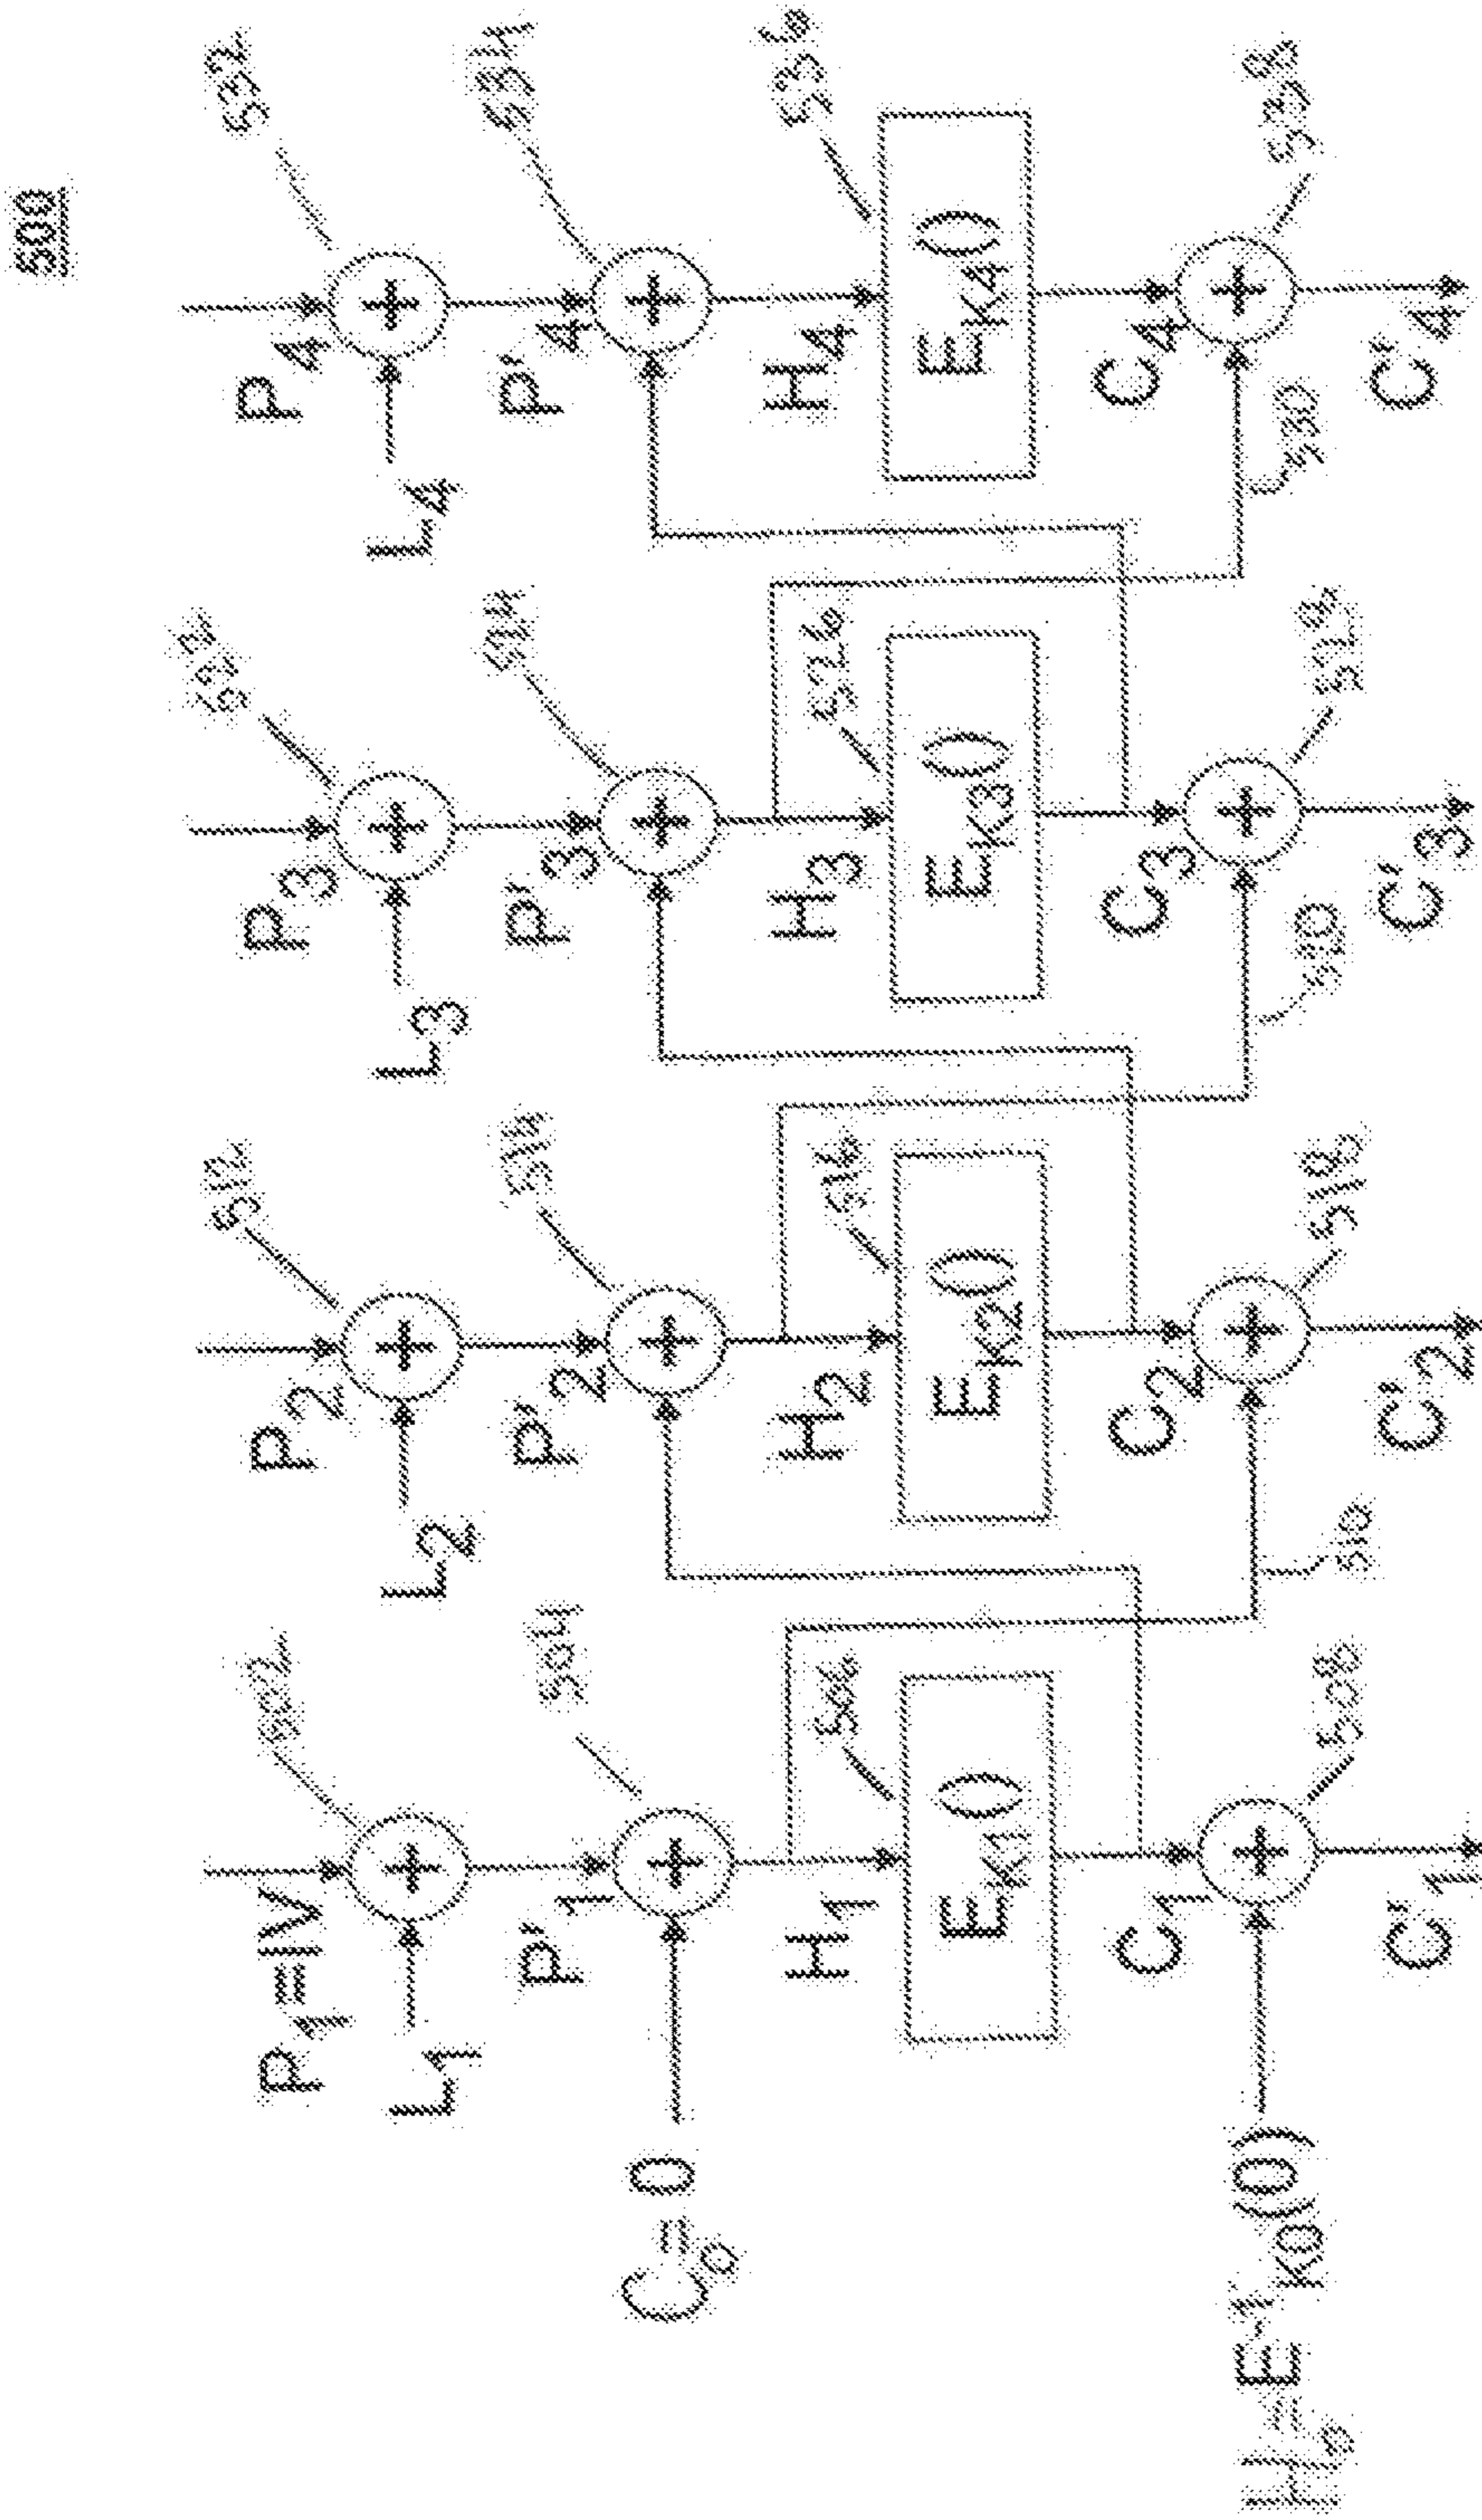 500
P1=IV
P2
P3
P4
502
512
522
532
L1
L2
L3
L4
P'1
P'2
P'3
P'4
504
514
524
534
C0=0
H1
H2
H3
H4
506
516
526
536
EK1()
EK2()
EK3()
EK4()
C1
C2
C3
C4
508
518
528
538
H0=E-1K0(0)
510
520
530
C'1
C'2
C'3
C'4